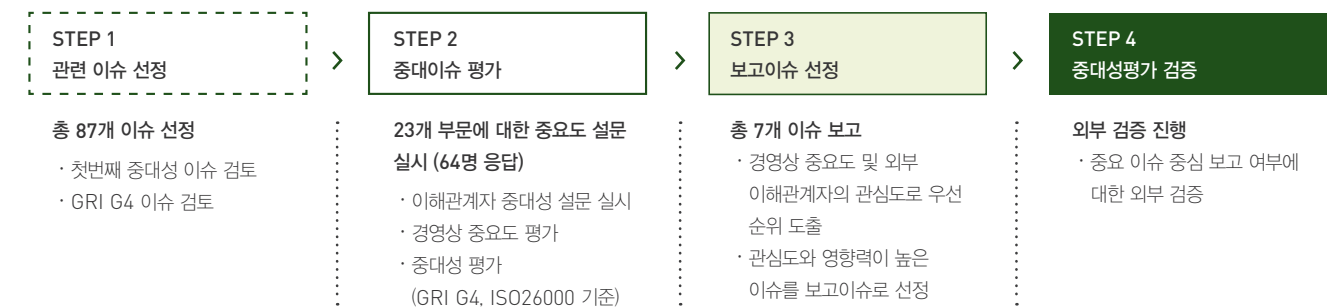 STEP 1
관련 이슈 선정
총 87개 이슈 선정
· 첫번째 중대성 이슈 검토
· GRI G4 이슈 검토
STEP 2
중대이슈 평가
23개 부문에 대한 중요도 설문
실시 (64명 응답)
· 이해관계자 중대성 설문 실시
· 경영상 중요도 평가
· 중대성 평가
(GRI G4, ISO26000 기준)
STEP 3
보고이슈 선정
총 7개 이슈 보고
· 경영상 중요도 및 외부
이해관계자의 관심도로 우선
순위 도출
· 관심도와 영향력이 높은
이슈를 보고이슈로 선정
STEP 4
중대성평가 검증
외부 검증 진행
· 중요 이슈 중심 보고 여부에
대한 외부 검증